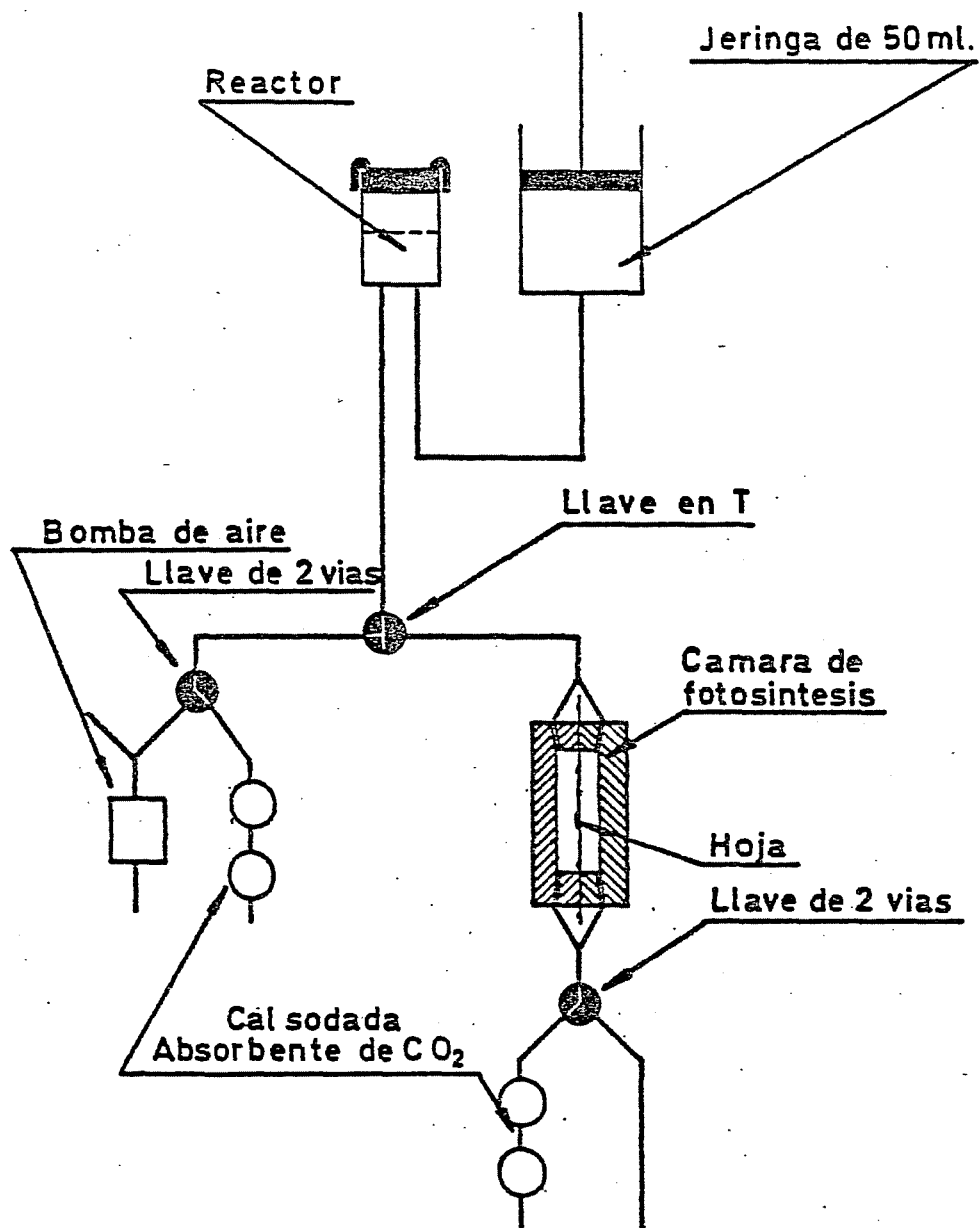 Jeringa de 50 ml.
Reactor
Llave en T
Bomba de aire
Llave de 2 vias
Camara de
fotosintesis
Hoja
Llave de 2 vias
Cal sodada
Absorbente de CO₂